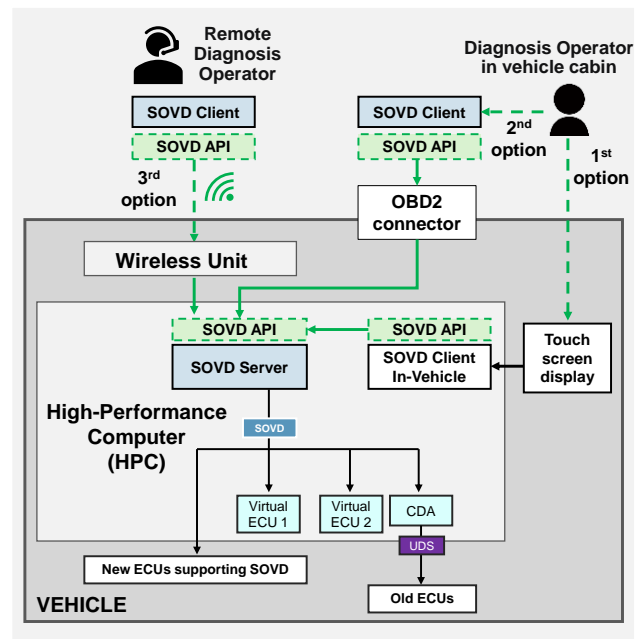 Remote
Diagnosis
Operator
Diagnosis Operator
in vehicle cabin
SOVD Client
SOVD Client
2nd
option
SOVD API
SOVD API
1st
option
3rd
option
OBD2
connector
Wireless Unit
SOVD API
SOVD API
SOVD Server
SOVD Client
In-Vehicle
Touch
screen
display
High-Performance
Computer
(HPC)
SOVD
Virtual
ECU 1
Virtual
ECU 2
CDA
UDS
New ECUs supporting SOVD
Old ECUs
VEHICLE